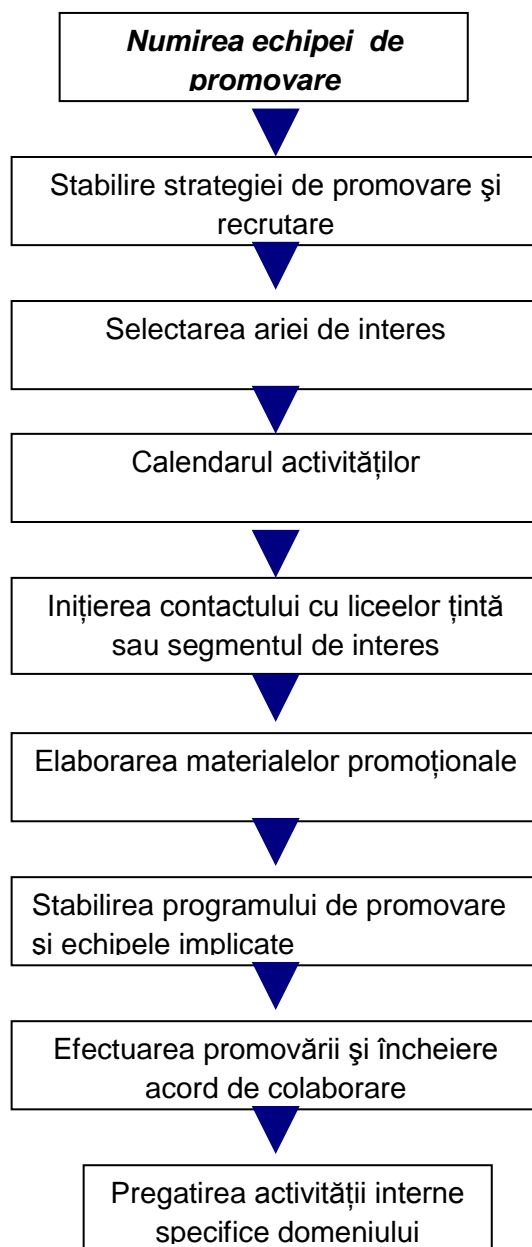 Numirea echipei de
promovare
Stabilire strategiei de promovare şi
recrutare
Selectarea ariei de interes
Calendarul activităților
Inițierea contactului cu liceelor țintă
sau segmentul de interes
Elaborarea materialelor promoționale
Stabilirea programului de promovare
și echipele implicate
Efectuarea promovării şi încheiere
acord de colaborare
Pregatirea activității interne
specifice domeniului